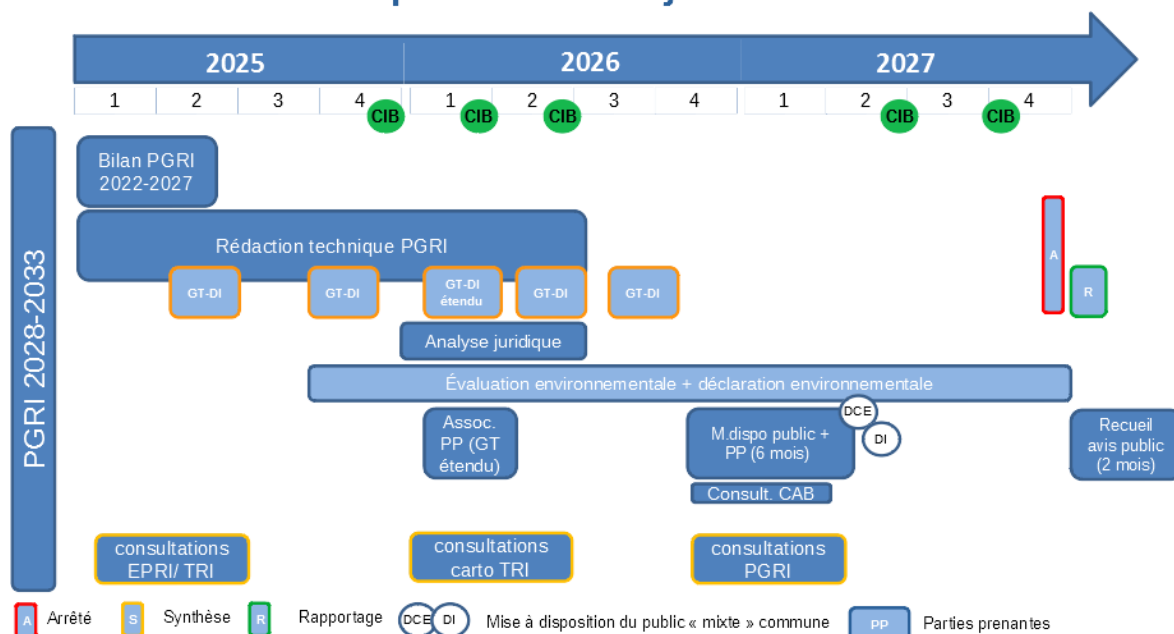 2025 2026 2027
1 2 3 4 1 2 3 4 1 2 3 4
CIB CIB CIB CIB CIB
PGRI 2028-2033
Bilan PGRI
2022-2027
Rédaction technique PGRI
GT-DI GT-DI GT-DI
étendu
GT-DI GT-DI
A
R
Analyse juridique
Évaluation environnementale + déclaration environnementale
Assoc.
PP (GT
étendu)
M.dispo public +
PP (6 mois)
DCE
DI
Recueil
avis public
(2 mois)
Consult. CAB
consultations
EPRI/ TRI
consultations
carto TRI
consultations
PGRI
A Arrêté S Synthèse R Rapportage DCE DI Mise à disposition du public « mixte » commune PP Parties prenantes